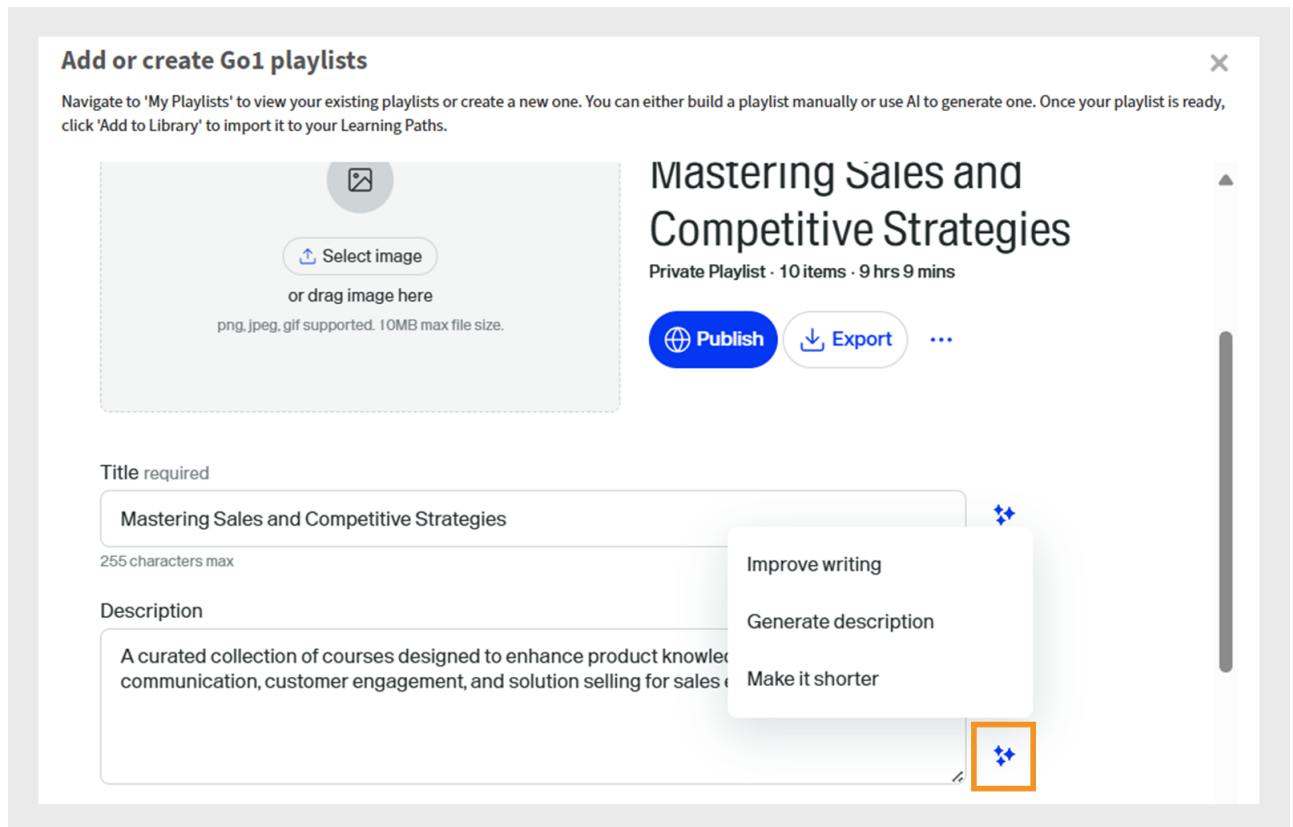 Add or create Go1 playlists
Navigate to 'My Playlists' to view your existing playlists or create a new one. You can either build a playlist manually or use AI to generate one. Once your playlist is ready,
click 'Add to Library' to import it to your Learning Paths.
Mastering Sales and
Competitive Strategies
Private Playlist · 10 items · 9 hrs 9 mins
Publish
Export
Select image
or drag image here
png, jpeg, gif supported. 10MB max file size.
Title required
Mastering Sales and Competitive Strategies
255 characters max
Improve writing
Generate description
Make it shorter
Description
A curated collection of courses designed to enhance product
communication, customer engagement, and solution selling for sales